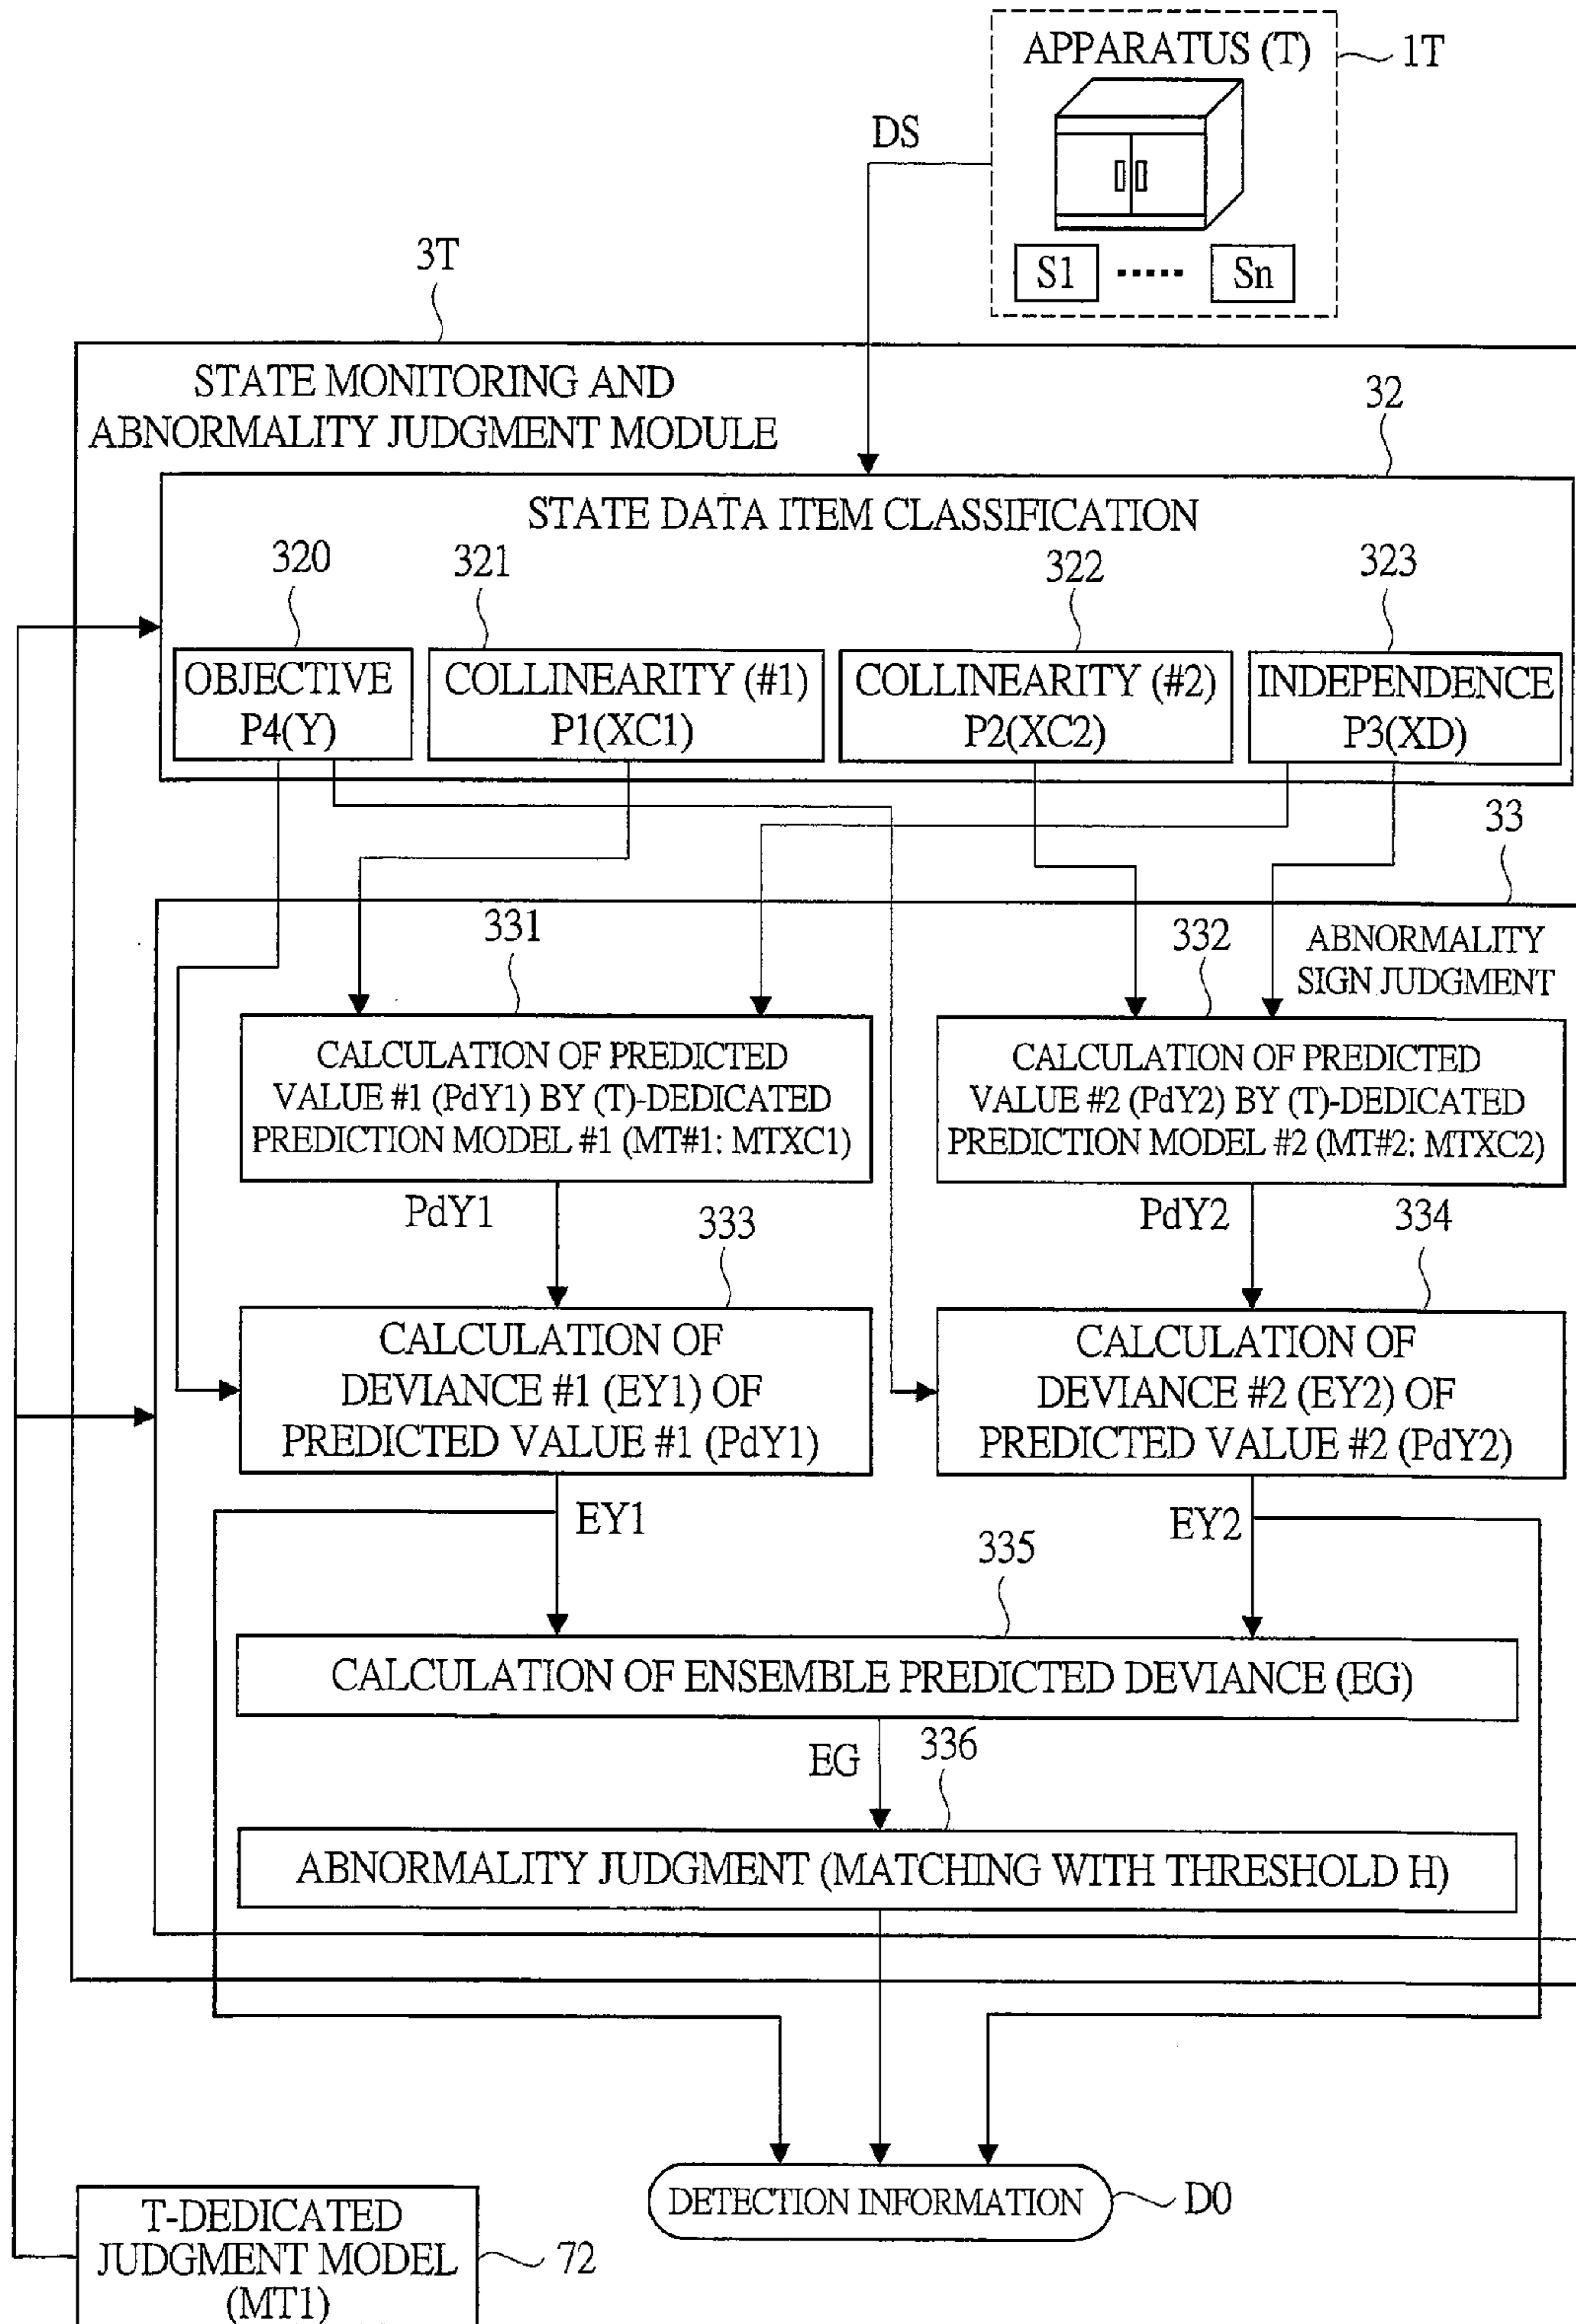 APPARATUS (T)
1T
DS
S1 ..... Sn
3T
STATE MONITORING AND
ABNORMALITY JUDGMENT MODULE
32
STATE DATA ITEM CLASSIFICATION
320
321
322
323
OBJECTIVE
P4(Y)
COLLINEARITY (#1)
P1(XC1)
COLLINEARITY (#2)
P2(XC2)
INDEPENDENCE
P3(XD)
33
331
332
ABNORMALITY
SIGN JUDGMENT
CALCULATION OF PREDICTED
VALUE #1 (PdY1) BY (T)-DEDICATED
PREDICTION MODEL #1 (MT#1: MTXC1)
CALCULATION OF PREDICTED
VALUE #2 (PdY2) BY (T)-DEDICATED
PREDICTION MODEL #2 (MT#2: MTXC2)
PdY1
333
PdY2
334
CALCULATION OF
DEVIANCE #1 (EY1) OF
PREDICTED VALUE #1 (PdY1)
CALCULATION OF
DEVIANCE #2 (EY2) OF
PREDICTED VALUE #2 (PdY2)
EY1
EY2
335
CALCULATION OF ENSEMBLE PREDICTED DEVIANCE (EG)
EG
336
ABNORMALITY JUDGMENT (MATCHING WITH THRESHOLD H)
DETECTION INFORMATION
D0
T-DEDICATED
JUDGMENT MODEL
(MT1)
72